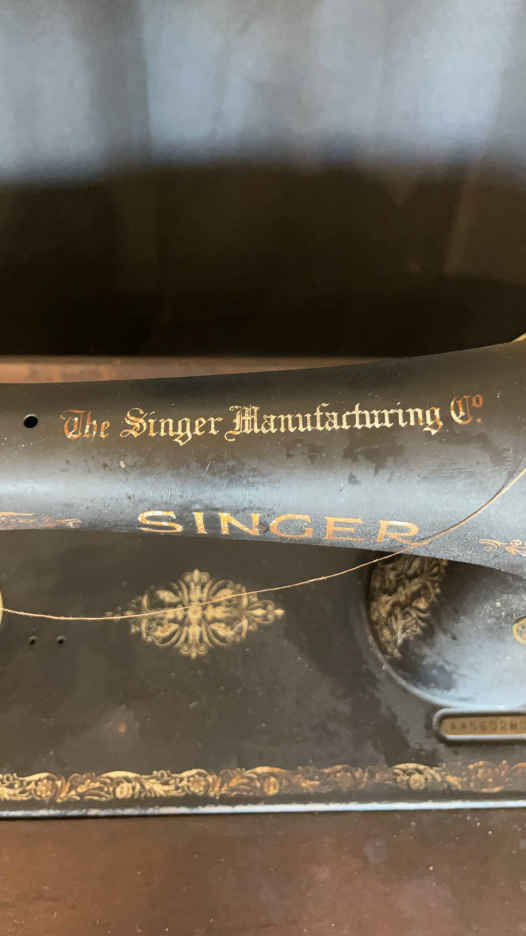 The Singer Manufacturing Co.
SINGER